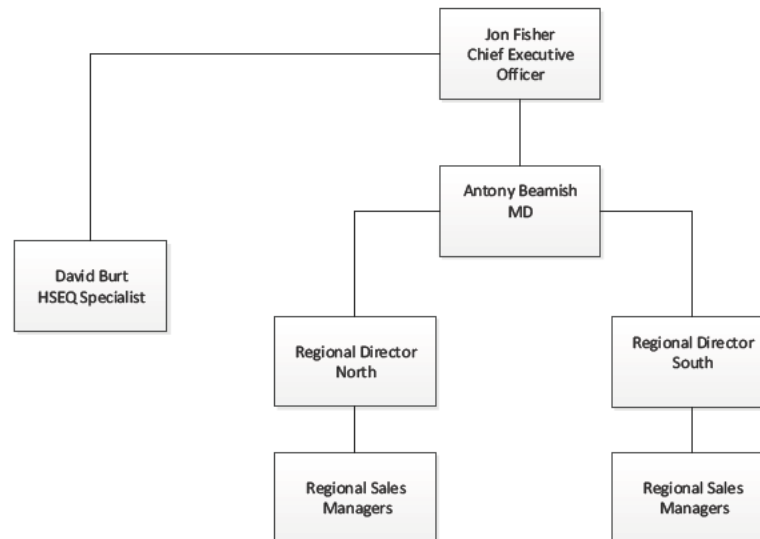 Jon Fisher
Chief Executive
Officer
Antony Beamish
MD
David Burt
HSEQ Specialist
Regional Director
North
Regional Director
South
Regional Sales
Managers
Regional Sales
Managers